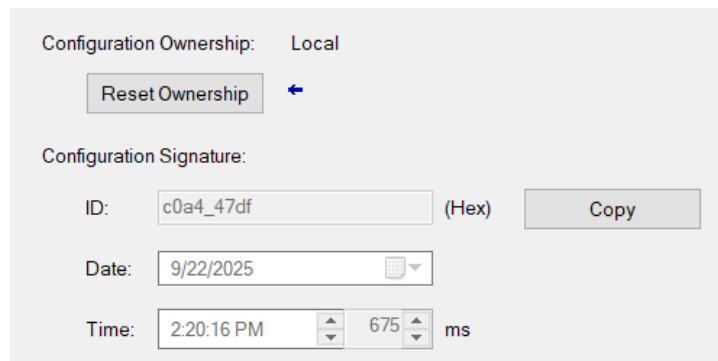 Configuration Ownership: Local
Reset Ownership
Configuration Signature:
ID: c0a4_47df (Hex) Copy
Date: 9/22/2025
Time: 2:20:16 PM 675 ms